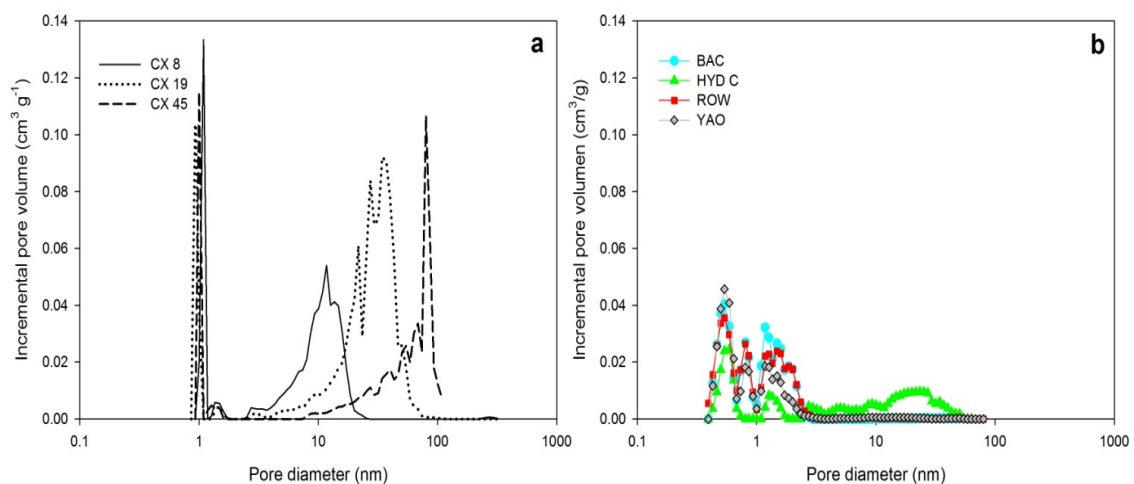 a
CX 8
CX 19
CX 45
Incremental pore volume (cm³ g⁻¹)
0.14
0.12
0.10
0.08
0.06
0.04
0.02
0.00
0.1
1
10
100
1000
Pore diameter (nm)
b
BAC
HYD C
ROW
YAO
Incremental pore volumen (cm³/g)
0.14
0.12
0.10
0.08
0.06
0.04
0.02
0.00
0.1
1
10
100
1000
Pore diameter (nm)